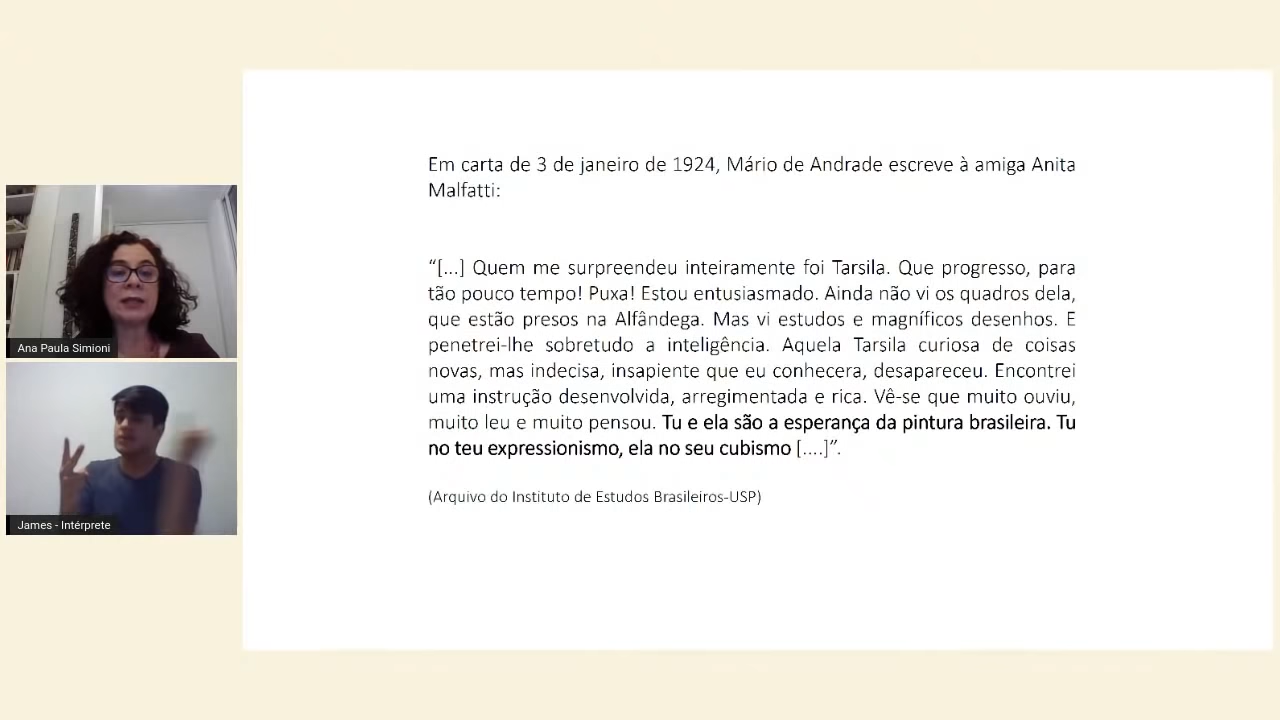 Em carta de 3 de janeiro de 1924, Mário de Andrade escreve à amiga Anita
Malfatti:
“[...] Quem me surpreendeu inteiramente foi Tarsila. Que progresso, para
tão pouco tempo! Puxa! Estou entusiasmado. Ainda não vi os quadros dela,
que estão presos na Alfândega. Mas vi estudos e magníficos desenhos. E
penetrei-lhe sobretudo a inteligência. Aquela Tarsila curiosa de coisas
novas, mas indecisa, insapiente que eu conhecera, desapareceu. Encontrei
uma instrução desenvolvida, arregimentada e rica. Vê-se que muito ouviu,
muito leu e muito pensou. Tu e ela são a esperança da pintura brasileira. Tu
no teu expressionismo, ela no seu cubismo [....]”.
(Arquivo do Instituto de Estudos Brasileiros-USP)
Ana Paula Simioni
James - Intérprete